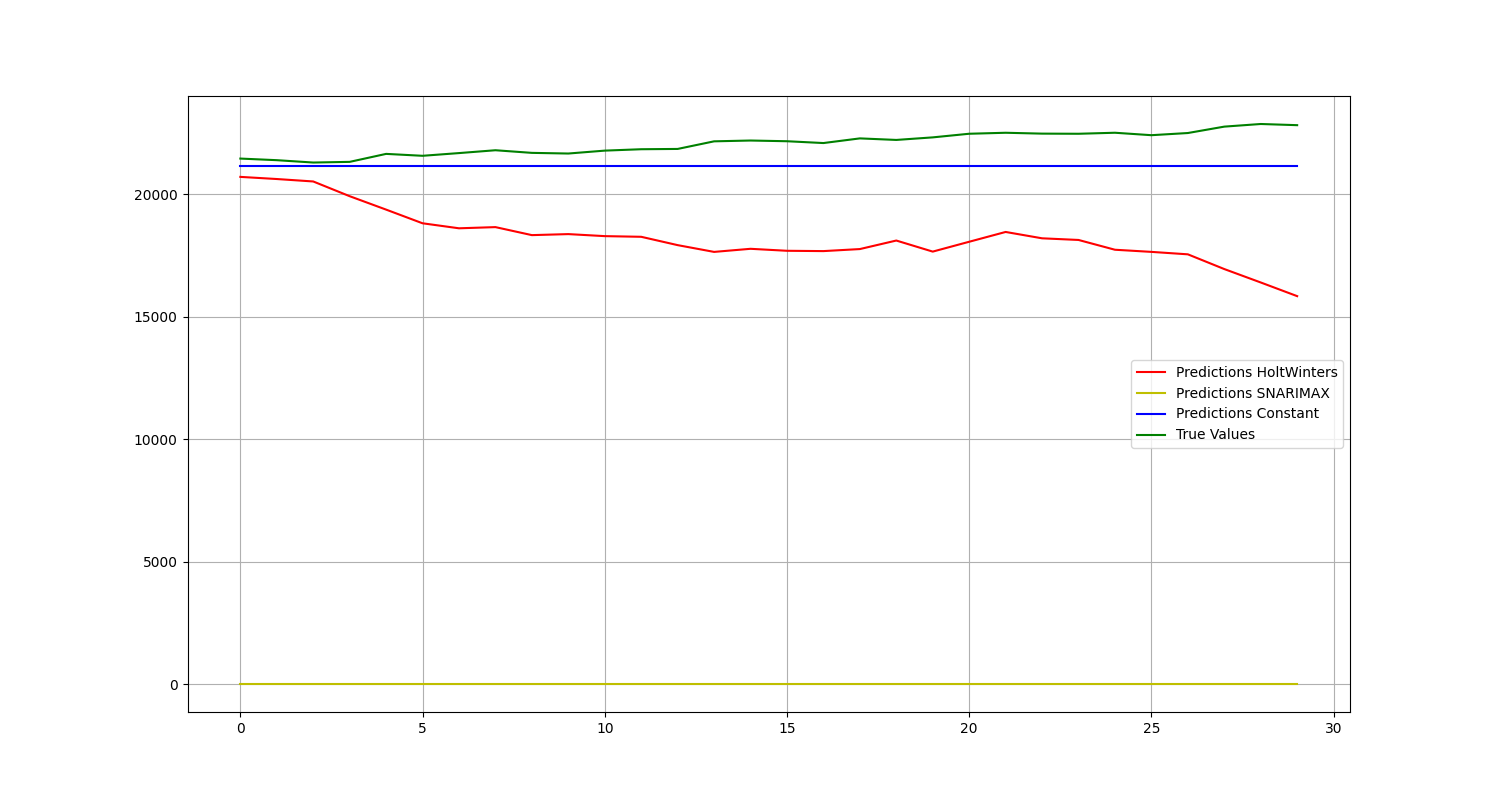 20000
15000
10000
5000
0
0 5 10 15 20 25 30
Predictions HoltWinters
Predictions SNARIMAX
Predictions Constant
True Values